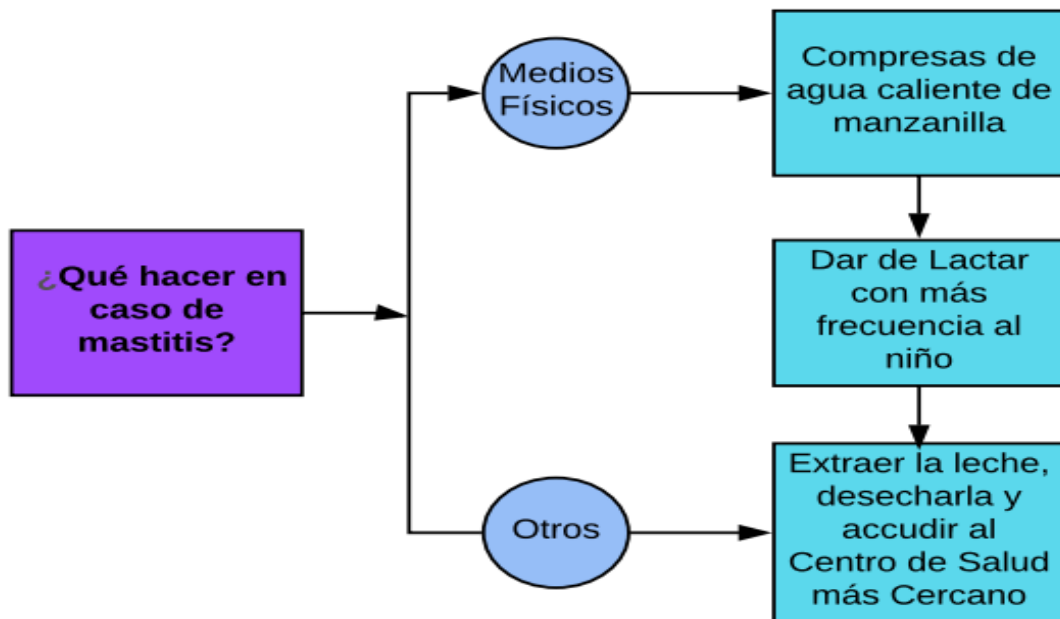 ¿Qué hacer en
caso de
mastitis?
Medios
Físicos
Compresas de
agua caliente de
manzanilla
Dar de Lactar
con más
frecuencia al
niño
Otros
Extraer la leche,
desecharla y
accudir al
Centro de Salud
más Cercano